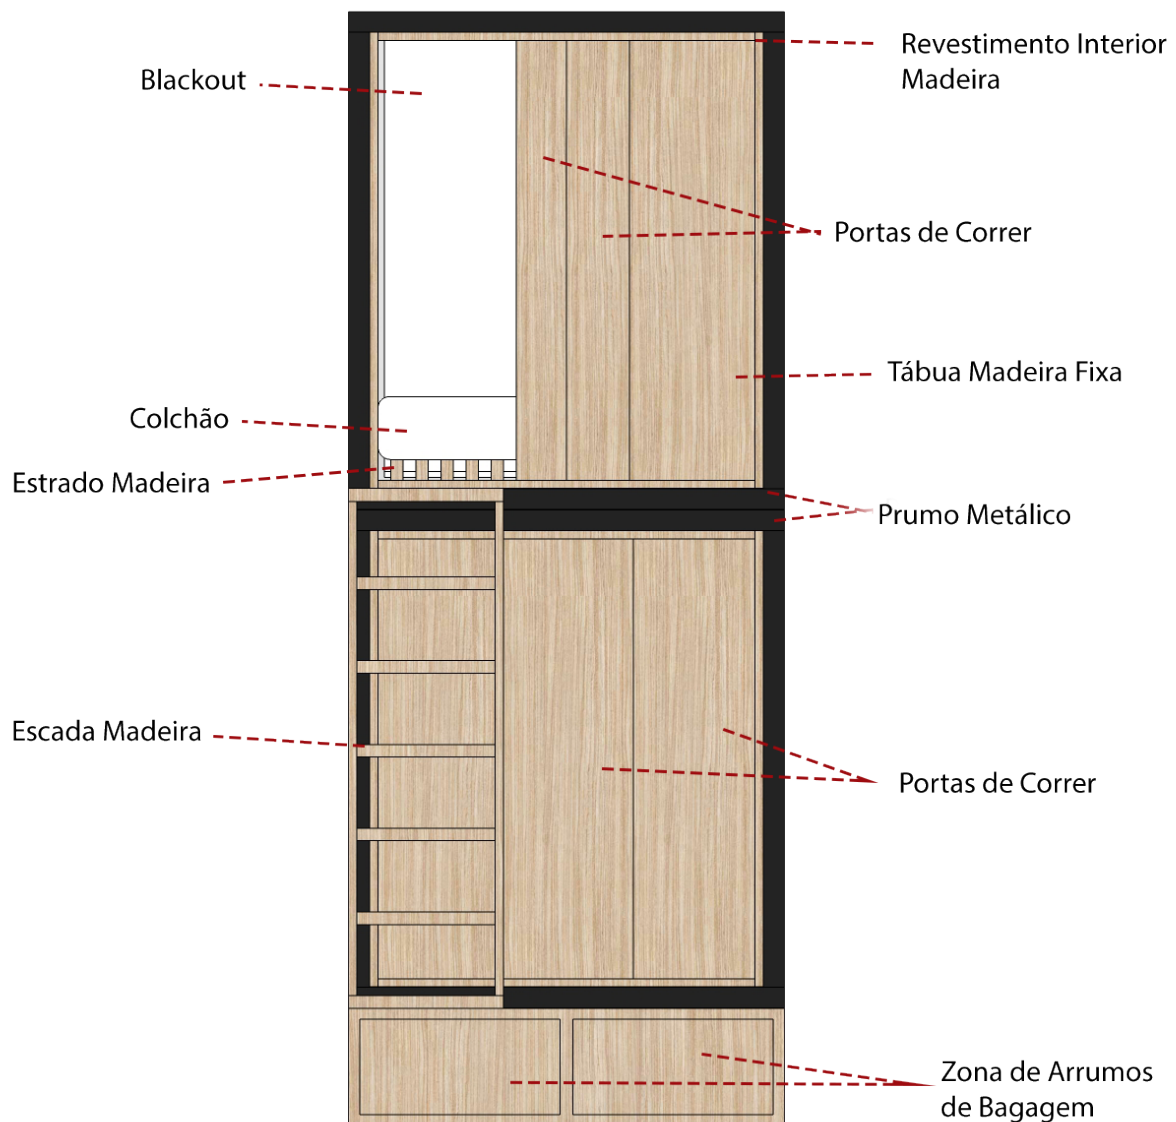 Revestimento Interior
Madeira
Blackout
Portas de Correr
Tábua Madeira Fixa
Colchão
Estrado Madeira
Prumo Metálico
Escada Madeira
Portas de Correr
Zona de Arrumos
de Bagagem